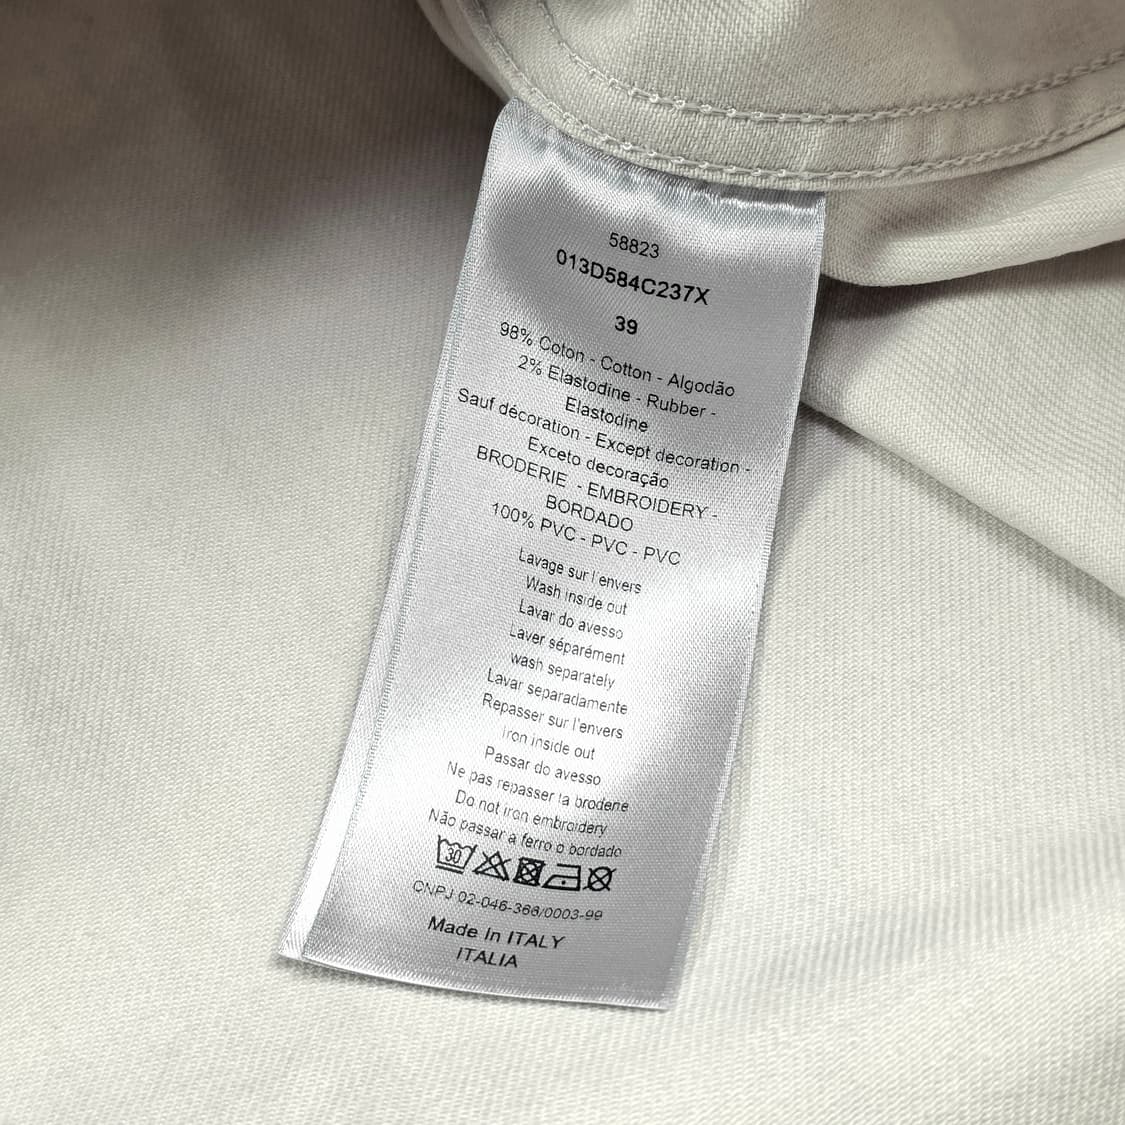 58823
013D584C237X
39
98% Coton - Cotton - Algodão
2% Elastodine - Rubber -
Elastodine
Sauf décoration - Except decoration -
Exceto decoração
BRODERIE - EMBROIDERY -
BORDADO
100% PVC - PVC - PVC
Lavage sur l'envers
Wash inside out
Lavar do avesso
Laver séparément
wash separately
Lavar separadamente
Repasser sur l'envers
Iron inside out
Passar do avesso
Ne pas repasser la broderie
Do not iron embroidery
Não passar a ferro o bordado
30
CNPJ 02-046-368/0003-99
Made In ITALY
ITALIA